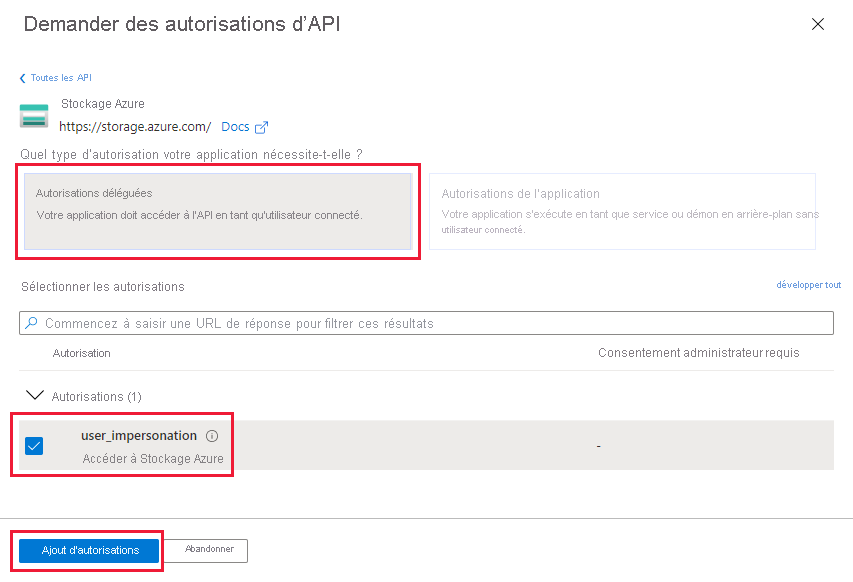 Demander des autorisations d'API
Toutes les API
Stockage Azure
https://storage.azure.com/ Docs
Quel type d'autorisation votre application nécessite-t-elle ?
Autorisations déléguées
Votre application doit accéder à l'API en tant qu'utilisateur connecté.
Autorisations de l'application
Votre application s'exécute en tant que service ou démon en arrière-plan sans
utilisateur connecté.
Sélectionner les autorisations
développer tout
Commencez à saisir une URL de réponse pour filtrer ces résultats
Autorisation Consentement administrateur requis
Autorisations (1)
user_impersonation
Accéder à Stockage Azure
-
Ajout d'autorisations Abandonner